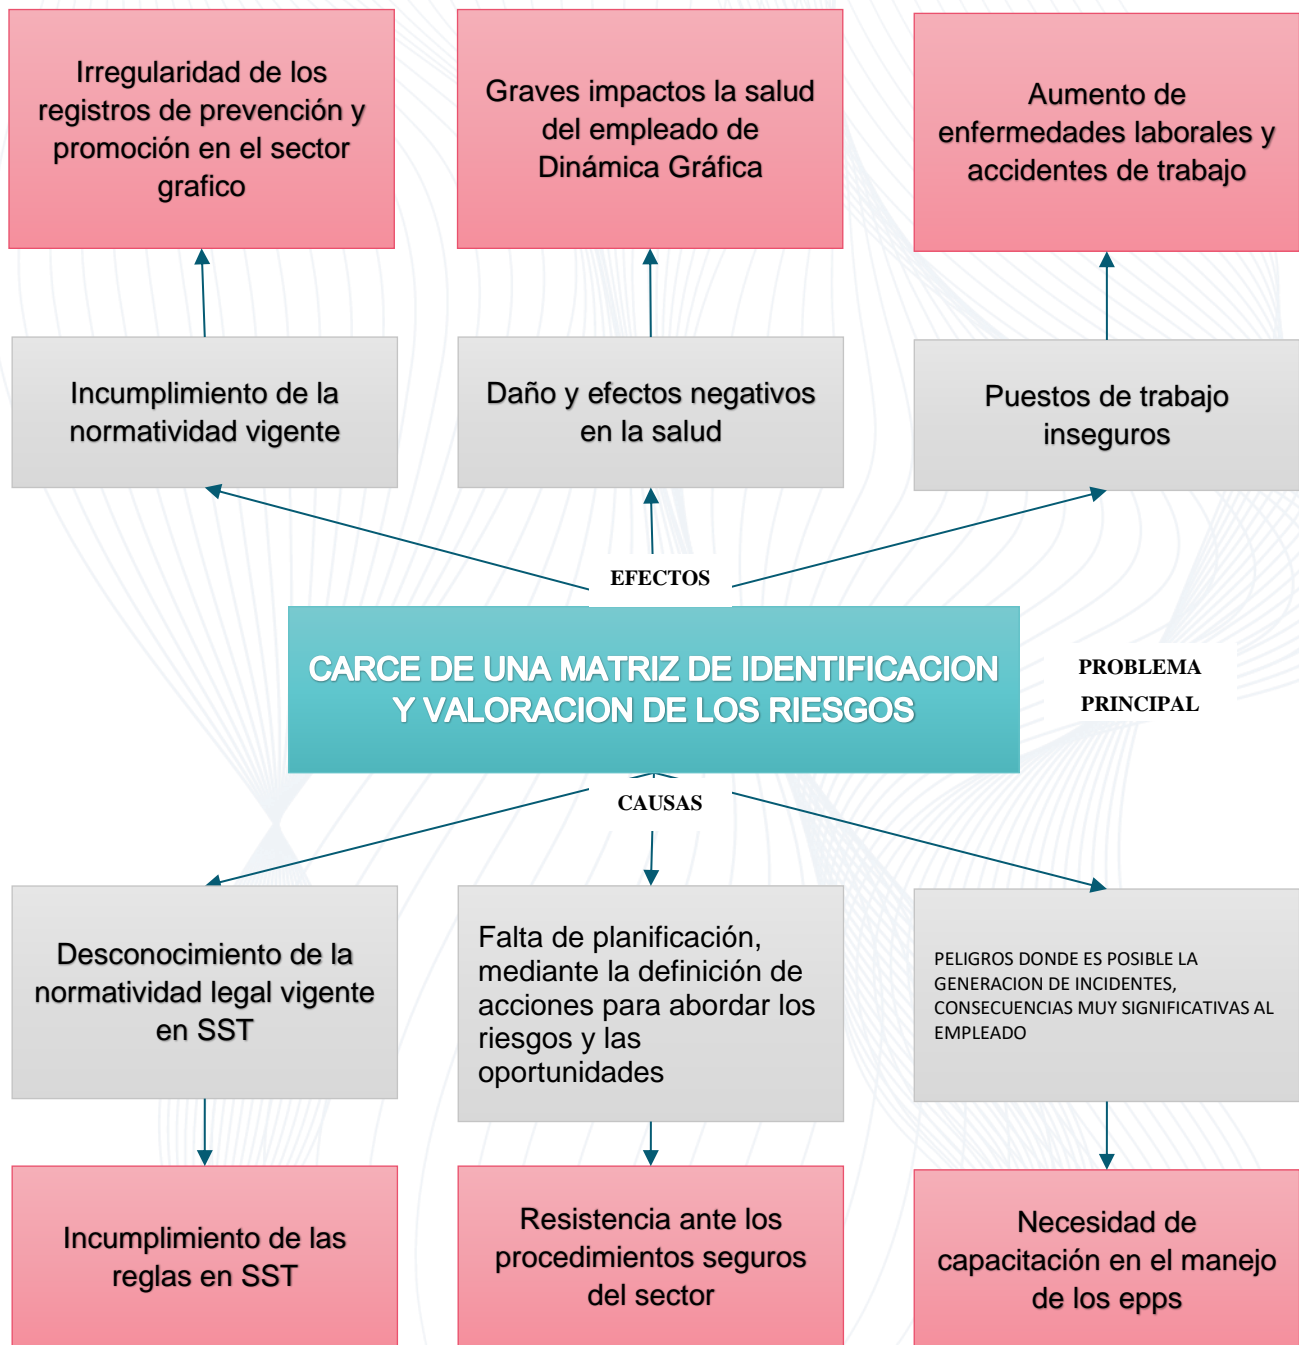 Irregularidad de los
registros de prevención y
promoción en el sector
grafico
Graves impactos la salud
del empleado de
Dinámica Gráfica
Aumento de
enfermedades laborales y
accidentes de trabajo
Incumplimiento de la
normatividad vigente
Daño y efectos negativos
en la salud
Puestos de trabajo
inseguros
EFECTOS
CARCE DE UNA MATRIZ DE IDENTIFICACION
Y VALORACION DE LOS RIESGOS
PROBLEMA
PRINCIPAL
CAUSAS
Desconocimiento de la
normatividad legal vigente
en SST
Falta de planificación,
mediante la definición de
acciones para abordar los
riesgos y las
oportunidades
PELIGROS DONDE ES POSIBLE LA
GENERACION DE INCIDENTES,
CONSECUENCIAS MUY SIGNIFICATIVAS AL
EMPLEADO
Incumplimiento de las
reglas en SST
Resistencia ante los
procedimientos seguros
del sector
Necesidad de
capacitación en el manejo
de los epps